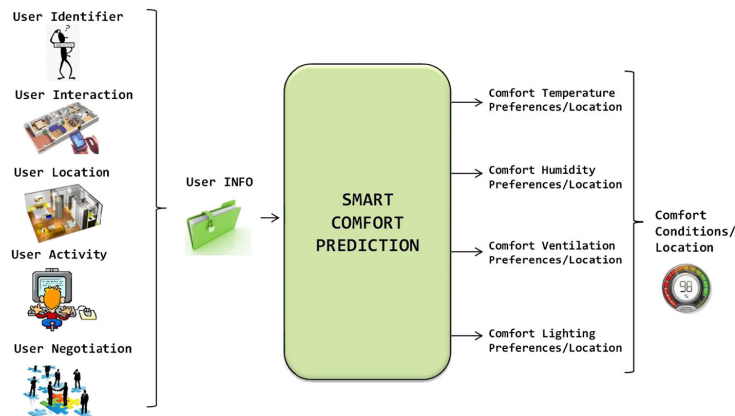 User Identifier
User Interaction
User Location
User Activity
User Negotiation
User INFO
SMART
COMFORT
PREDICTION
Comfort Temperature
Preferences/Location
Comfort Humidity
Preferences/Location
Comfort Ventilation
Preferences/Location
Comfort Lighting
Preferences/Location
Comfort
Conditions/
Location
98